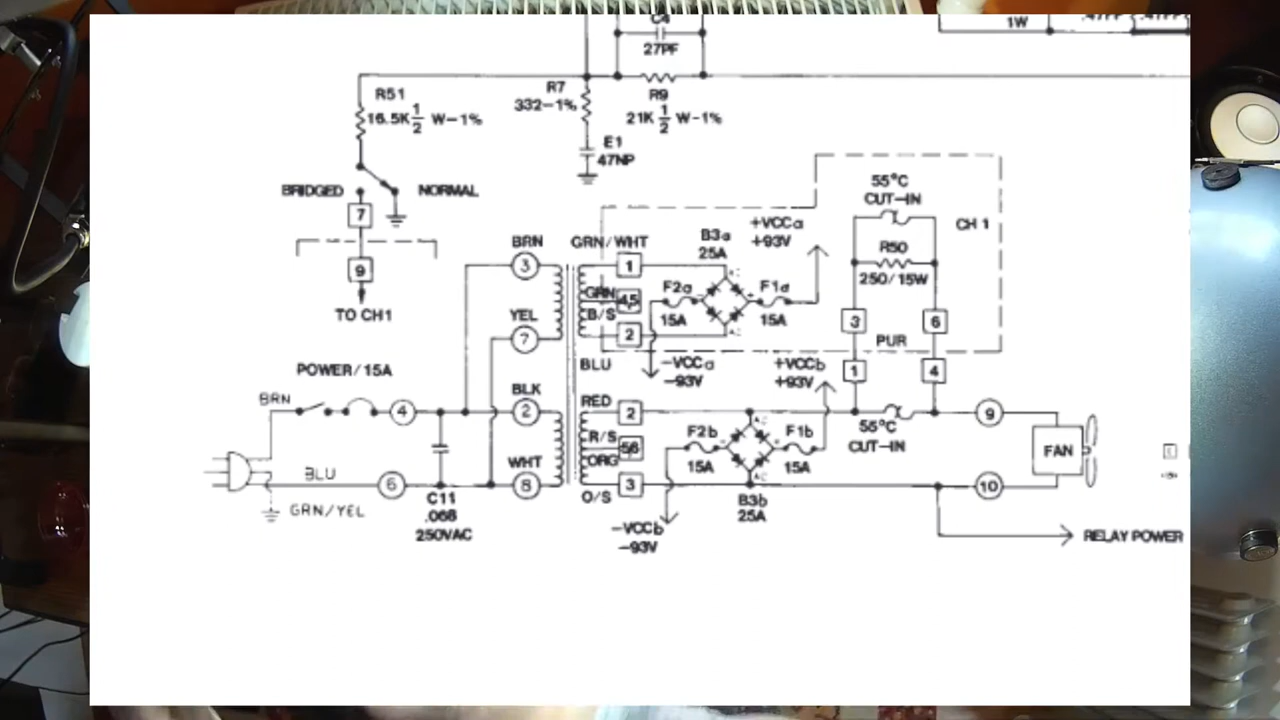 C4
27PF
1W
R51
16.5K 1/2 W-1%
R7
332-1%
R9
21K 1/2 W-1%
E1
47NP
BRIDGED
NORMAL
7
9
TO CH1
55°C
CUT-IN
CH 1
R50
250/15W
3
6
PUR
1
4
+VCCa
+93V
B3a
25A
BRN
3
GRN/WHT
1
GRN
45
B/S
2
BLU
F2a
15A
F1a
15A
YEL
7
-VCCa
-93V
+VCCb
+93V
POWER/15A
BRN
4
BLK
2
RED
2
R/S
56
ORG
3
O/S
F2b
15A
F1b
15A
AC
AC
AC
AC
55°C
CUT-IN
9
FAN
10
BLU
6
WHT
8
GRN/YEL
C11
.068
250VAC
B3b
25A
-VCCb
-93V
RELAY POWER